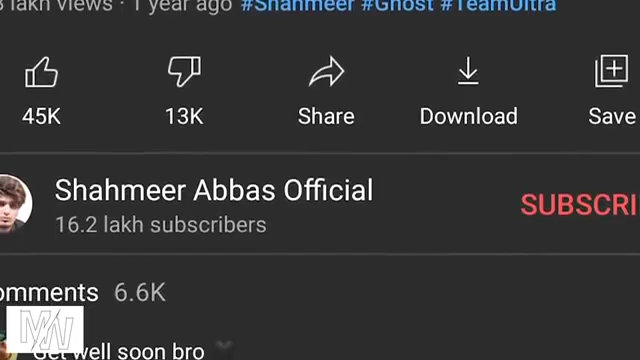 lakh views · 1 year ago #Shahmeer #Ghost #TeamUltra
45K 13K Share Download Save
Shahmeer Abbas Official SUBSCRI
16.2 lakh subscribers
omments 6.6K
MW
Get well soon bro